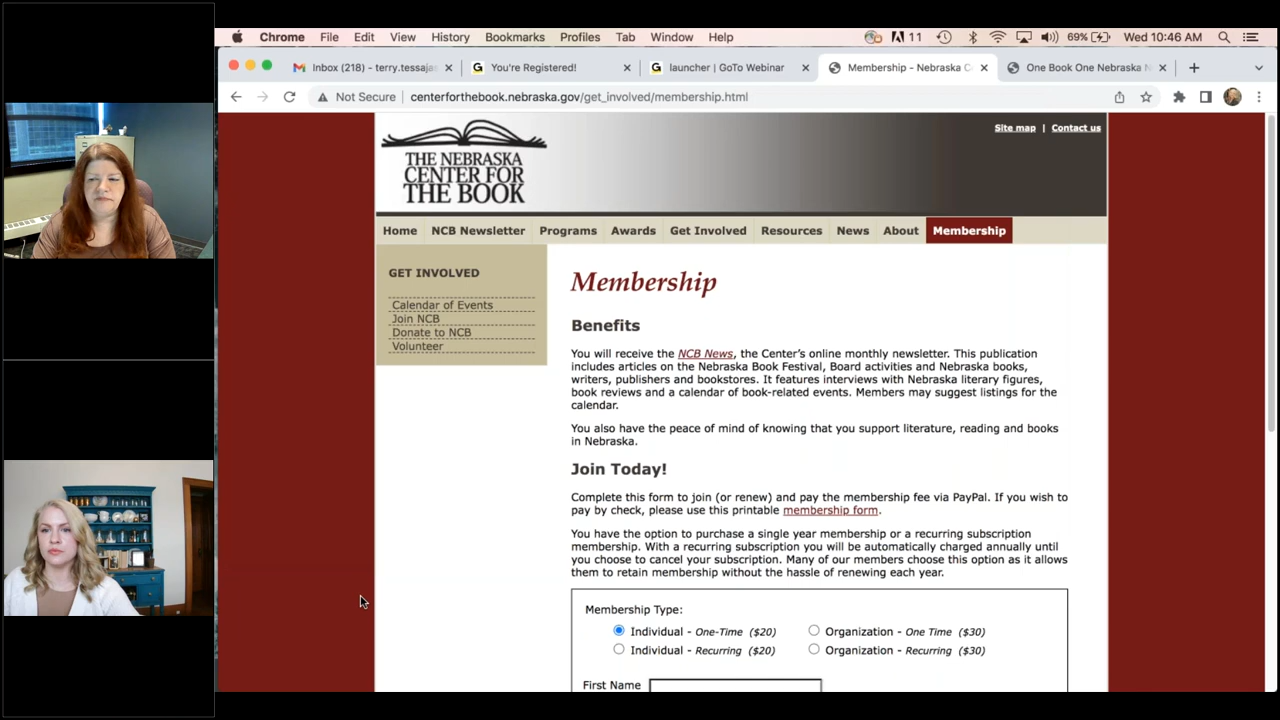 Chrome File Edit View History Bookmarks Profiles Tab Window Help 11 69% Wed 10:46 AM
Inbox (218) - terry.tessajas You're Registered! launcher | GoTo Webinar Membership - Nebraska C One Book One Nebraska N
Not Secure centerforthebook.nebraska.gov/get_involved/membership.html
Site map | Contact us
THE NEBRASKA
CENTER FOR
THE BOOK
Home NCB Newsletter Programs Awards Get Involved Resources News About Membership
GET INVOLVED
Calendar of Events
Join NCB
Donate to NCB
Volunteer
Membership
Benefits
You will receive the NCB News, the Center's online monthly newsletter. This publication
includes articles on the Nebraska Book Festival, Board activities and Nebraska books,
writers, publishers and bookstores. It features interviews with Nebraska literary figures,
book reviews and a calendar of book-related events. Members may suggest listings for the
calendar.
You also have the peace of mind of knowing that you support literature, reading and books
in Nebraska.
Join Today!
Complete this form to join (or renew) and pay the membership fee via PayPal. If you wish to
pay by check, please use this printable membership form.
You have the option to purchase a single year membership or a recurring subscription
membership. With a recurring subscription you will be automatically charged annually until
you choose to cancel your subscription. Many of our members choose this option as it allows
them to retain membership without the hassle of renewing each year.
Membership Type:
Individual - One-Time ($20) Organization - One Time ($30)
Individual - Recurring ($20) Organization - Recurring ($30)
First Name